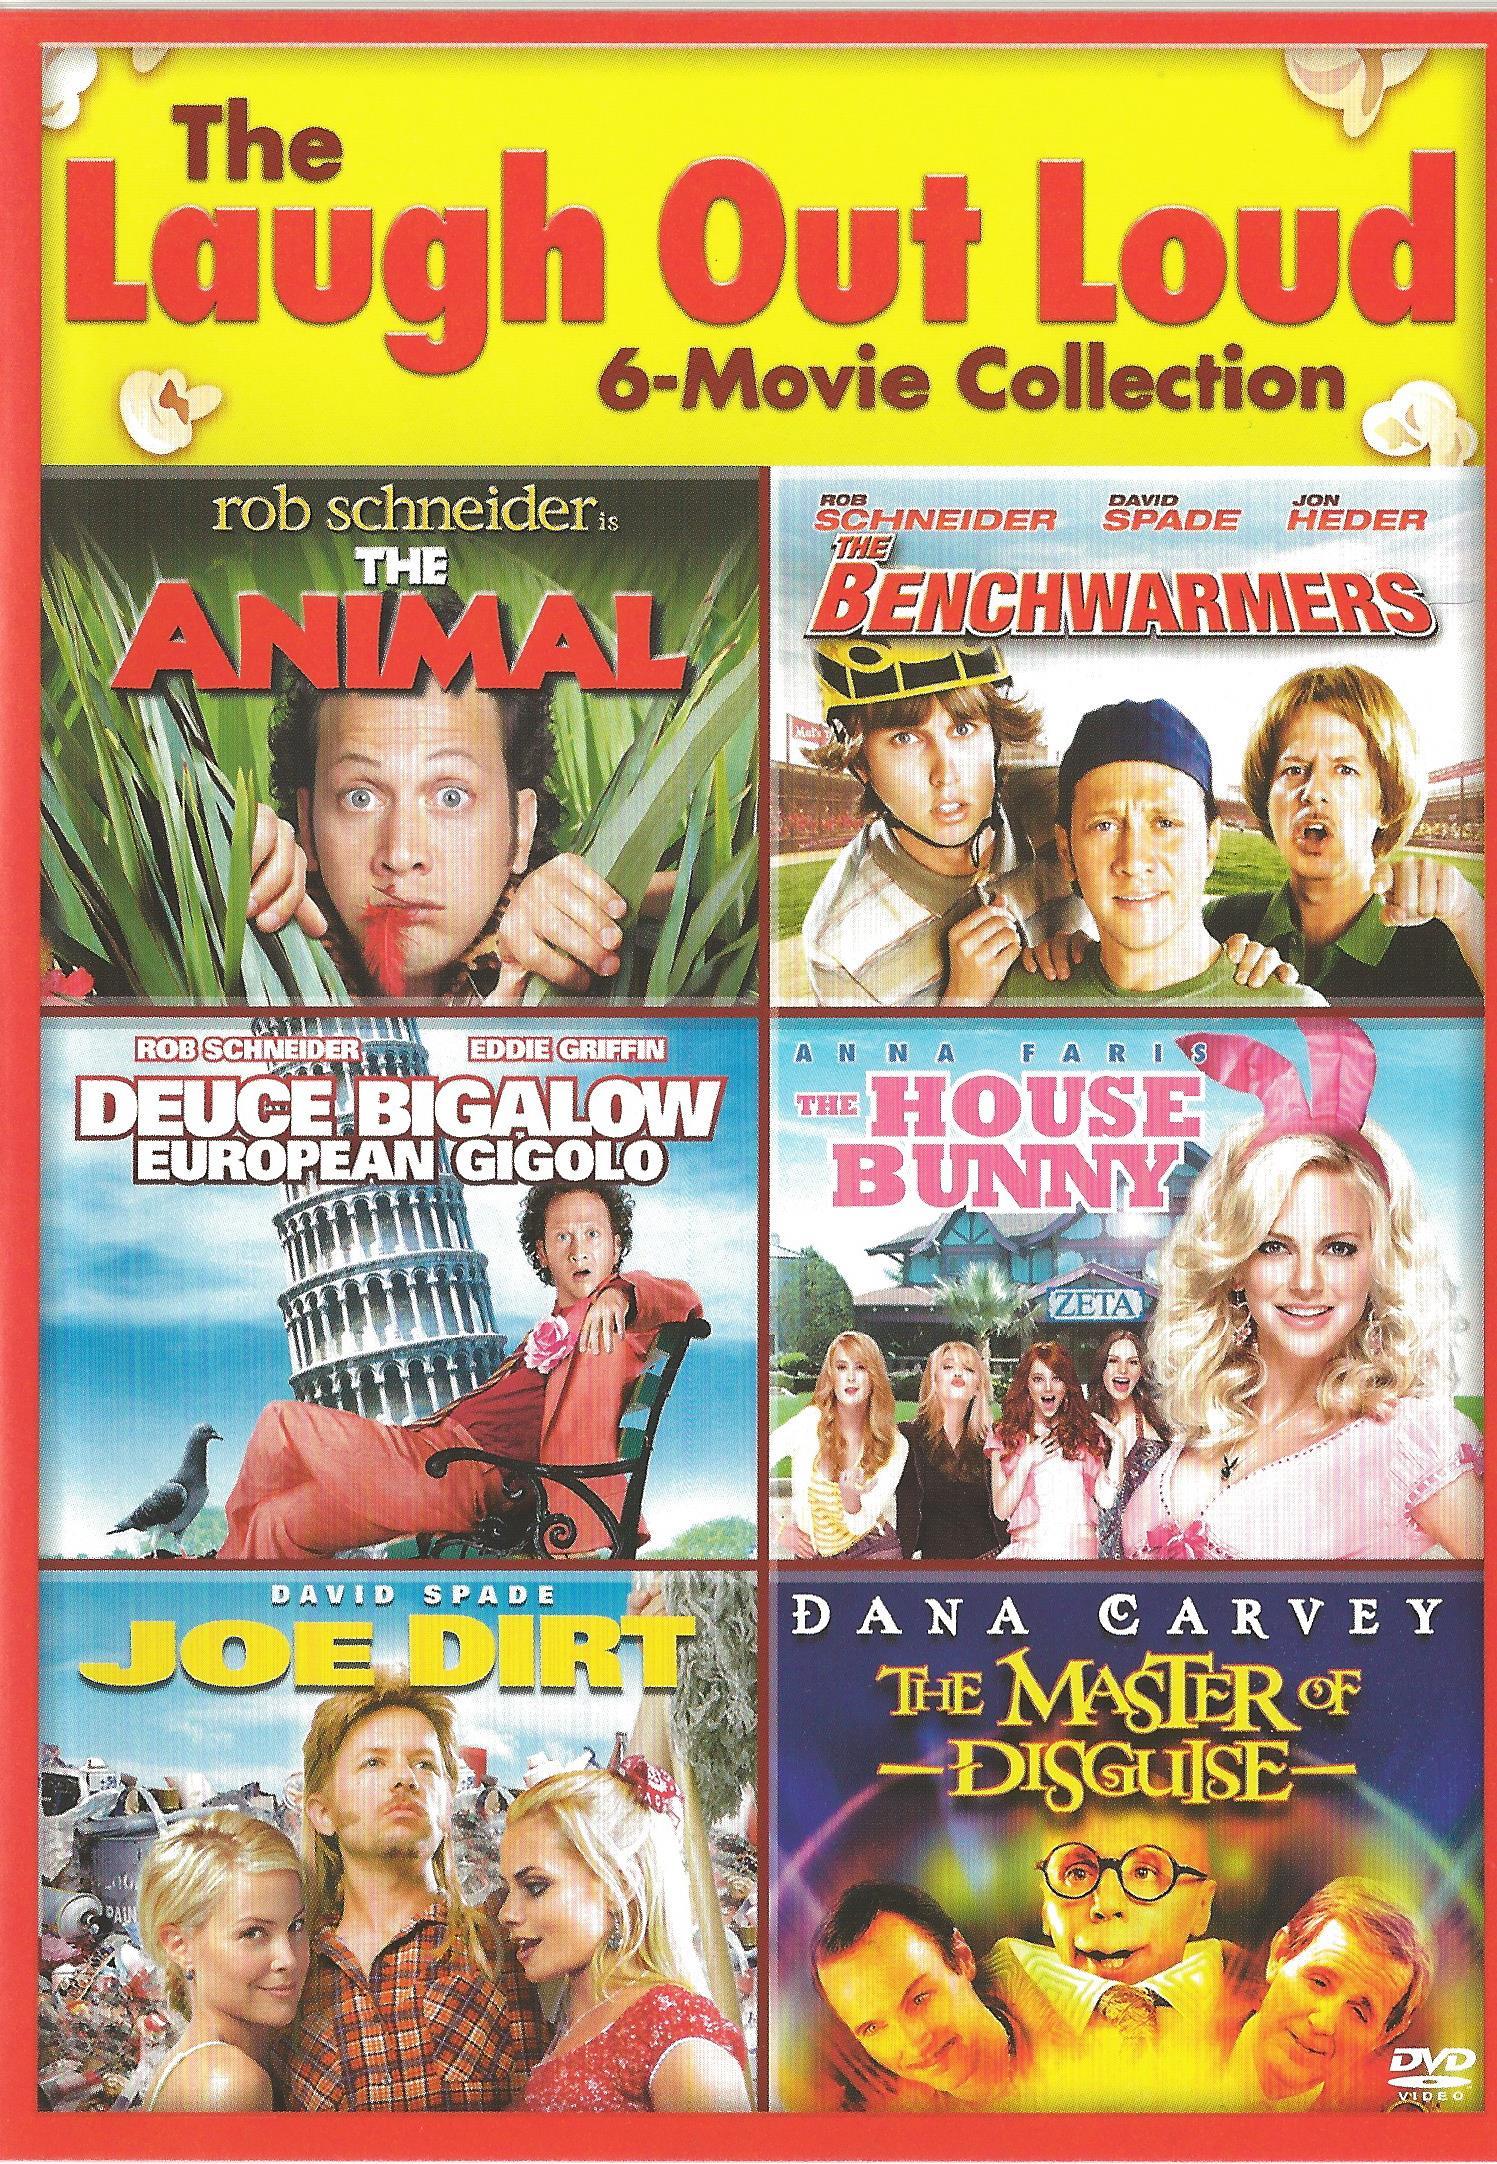 The
Laugh Out Loud
6-Movie Collection
rob schneider is
THE
ANIMAL
ROB SCHNEIDER DAVID SPADE JON HEDER
THE
BENCHWARMERS
Mal's
ROB SCHNEIDER EDDIE GRIFFIN
DEUCE BIGALOW
EUROPEAN GIGOLO
ANNA FARIS
THE HOUSE
BUNNY
ZETA
DAVID SPADE
JOE DIRT
PAIN
DANA CARVEY
THE MASTER OF
DISGUISE
DVD
VIDEO